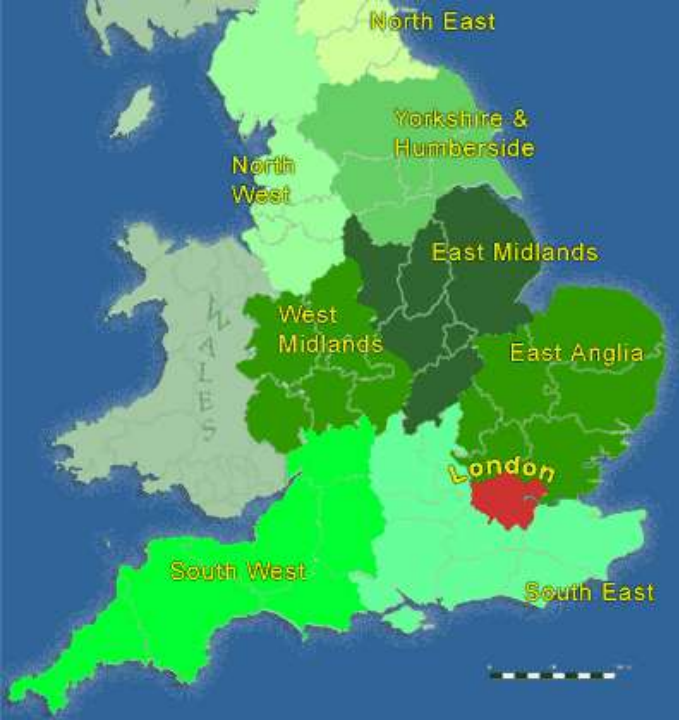 North East
Yorkshire &
Humberside
North
West
East Midlands
West
Midlands
East Anglia
WALES
London
South West
South East